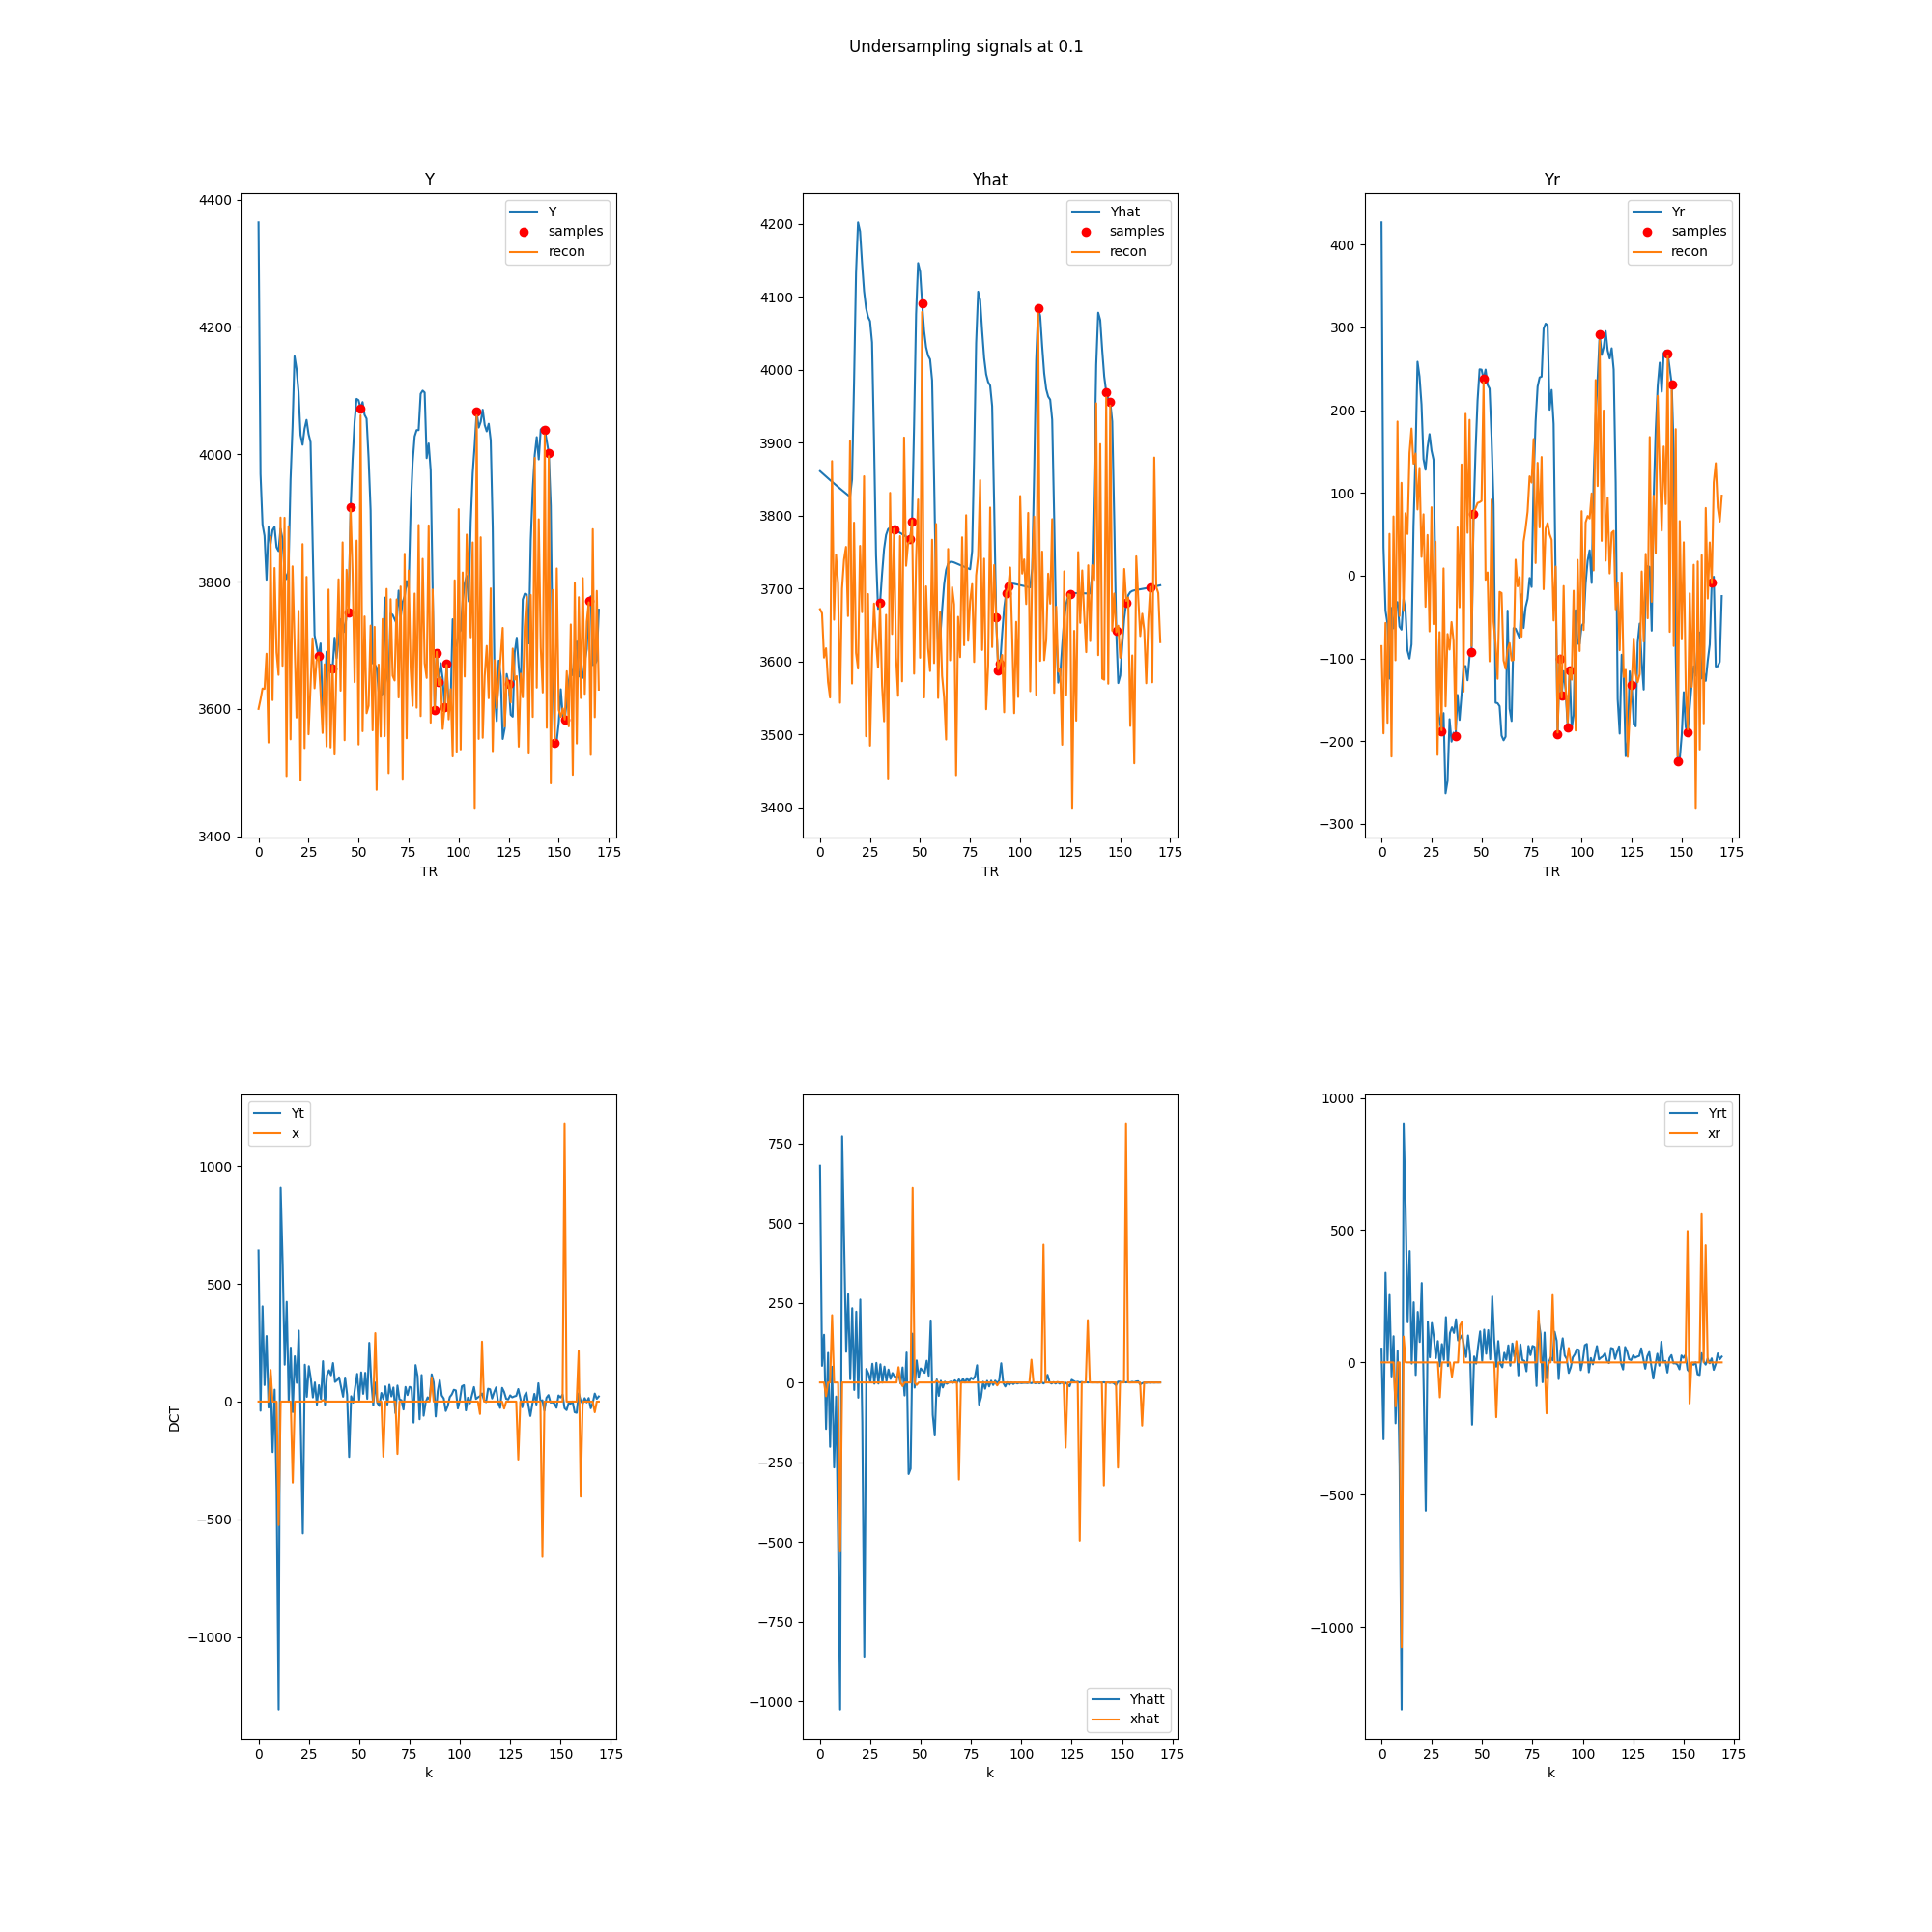 Undersampling signals at 0.1
Y
4400
4200
4000
3800
3600
3400
0 25 50 75 100 125 150 175
TR
Y
samples
recon
Yhat
4200
4100
4000
3900
3800
3700
3600
3500
3400
0 25 50 75 100 125 150 175
TR
Yhat
samples
recon
Yr
400
300
200
100
0
−100
−200
−300
0 25 50 75 100 125 150 175
TR
Yr
samples
recon
DCT
1000
500
0
−500
−1000
0 25 50 75 100 125 150 175
k
Yt
x
750
500
250
0
−250
−500
−750
−1000
0 25 50 75 100 125 150 175
k
Yhatt
xhat
1000
500
0
−500
−1000
0 25 50 75 100 125 150 175
k
Yrt
xr